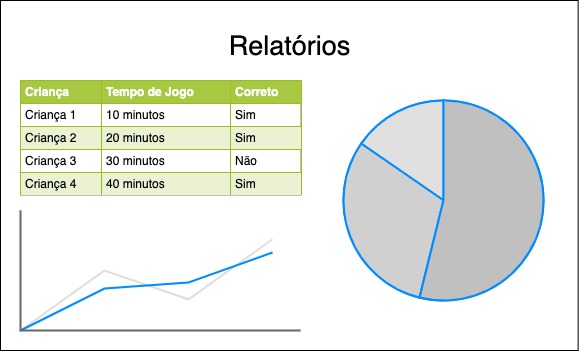 Relatórios
Criança Tempo de Jogo Correto
Criança 1 10 minutos Sim
Criança 2 20 minutos Sim
Criança 3 30 minutos Não
Criança 4 40 minutos Sim